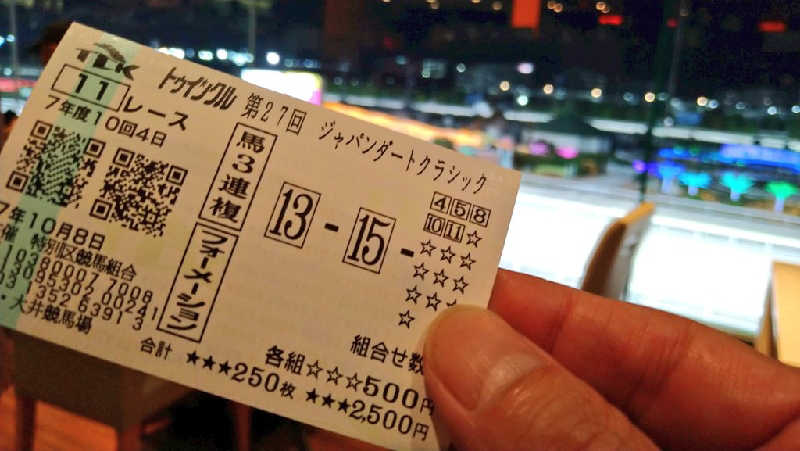 TCK
トゥインクル 第27回 ジャパンダートクラシック
11 レース
7年度10回4日
7年10月8日
催 特別区競馬組合
大井競馬場
馬3連複
フォーメーション
13 - 15 -
4 5 8
10 11 ☆
☆☆☆
☆☆☆
☆☆☆
☆
組合せ数
各組☆☆☆500円
合計 ★★★250枚 ★★★2,500円